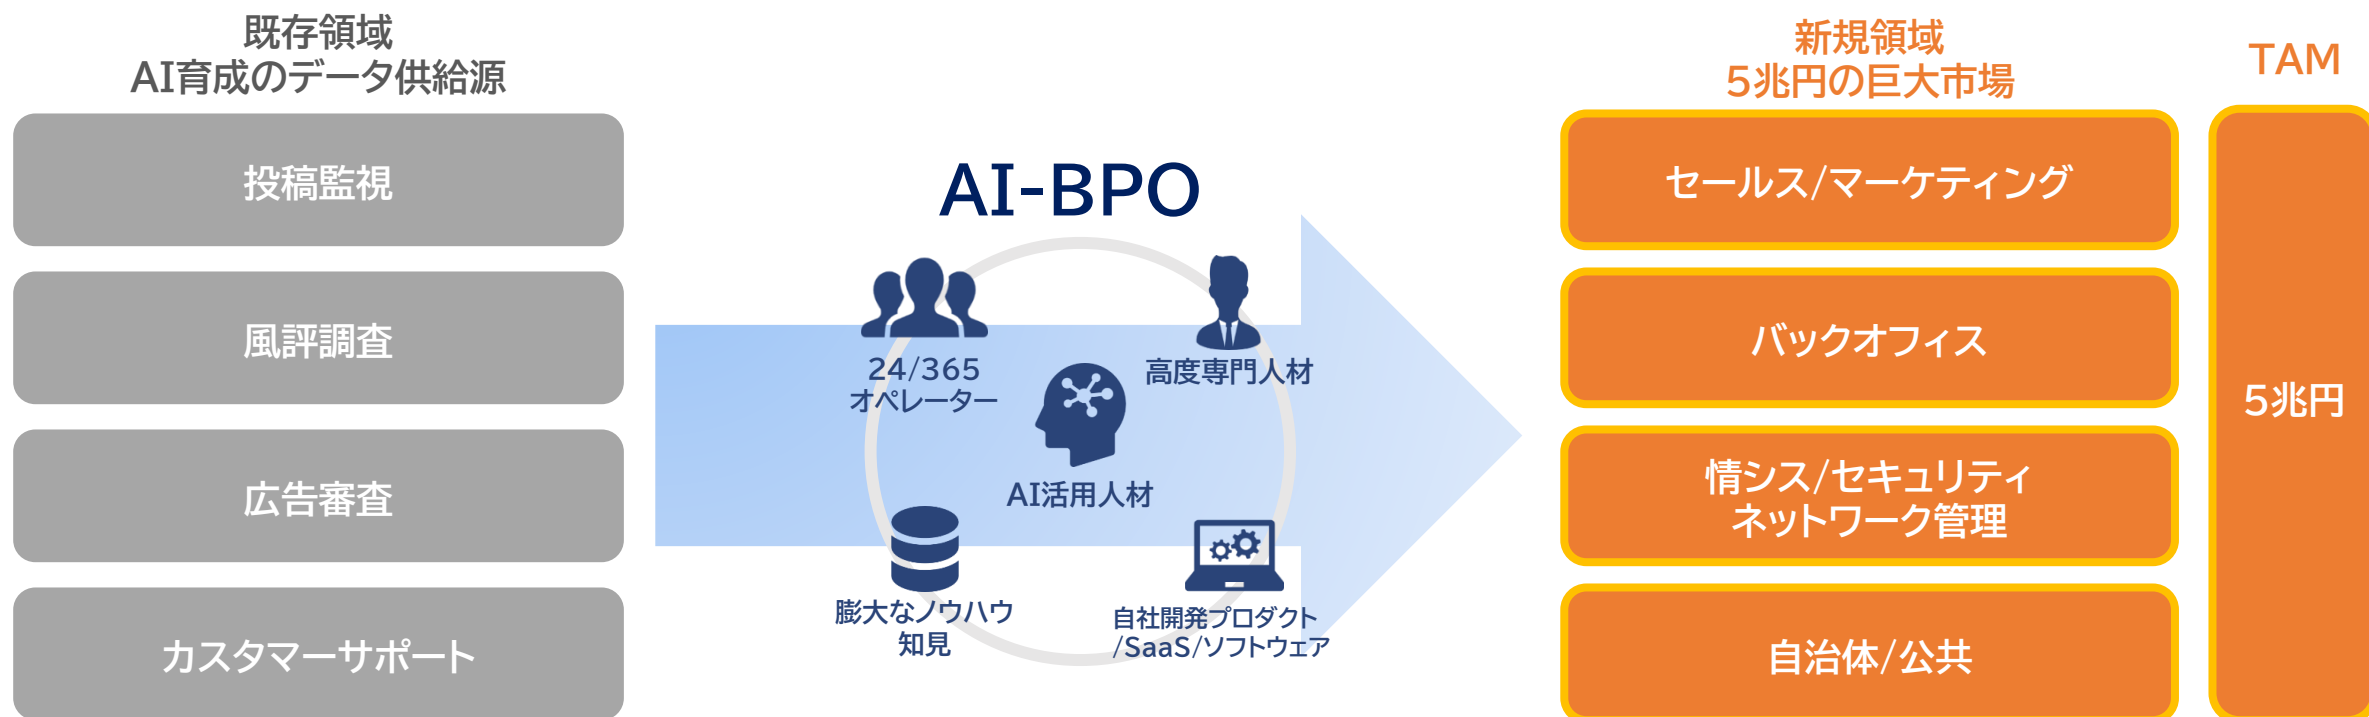 既存領域
AI育成のデータ供給源
投稿監視
風評調査
広告審査
カスタマーサポート
AI-BPO
24/365
オペレーター
高度専門人材
AI活用人材
膨大なノウハウ
知見
自社開発プロダクト
/SaaS/ソフトウェア
新規領域
5兆円の巨大市場
セールス/マーケティング
バックオフィス
情シス/セキュリティ
ネットワーク管理
自治体/公共
TAM
5兆円